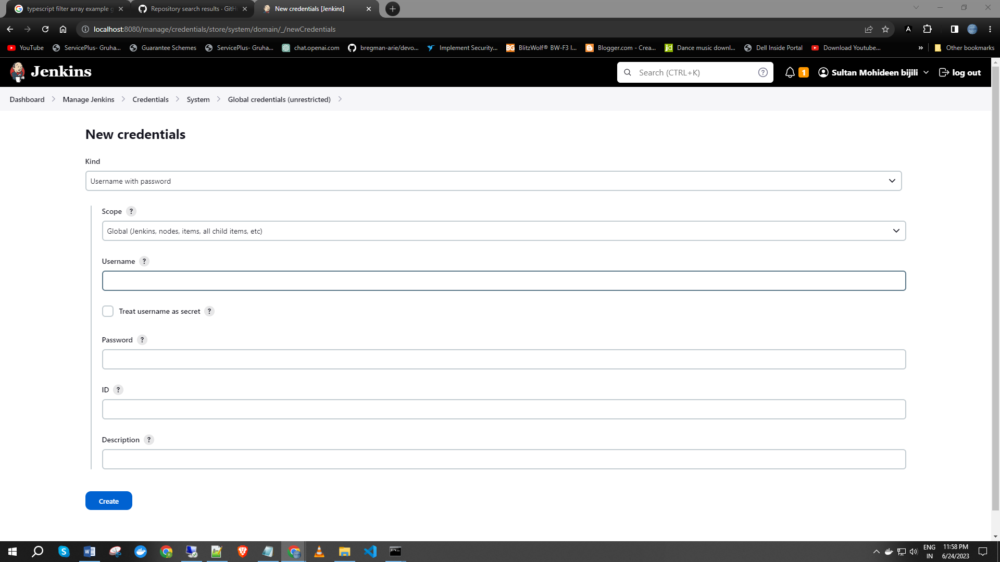 typescript filter array example g
Repository search results · GitH
New credentials [Jenkins]
localhost:8080/manage/credentials/store/system/domain/_/newCredentials
YouTube
ServicePlus- Gruha...
Guarantee Schemes
ServicePlus- Gruha...
chat.openai.com
bregman-arie/devo...
Implement Security...
BG BlitzWolf® BW-F3 I...
Blogger.com - Crea...
jd Dance music downl...
Dell Inside Portal
Download Youtube...
»
Other bookmarks
Jenkins
Search (CTRL+K)
1
Sultan Mohideen bijili
log out
Dashboard
Manage Jenkins
Credentials
System
Global credentials (unrestricted)
New credentials
Kind
Username with password
Scope ?
Global (Jenkins, nodes, items, all child items, etc)
Username ?
Treat username as secret ?
Password ?
ID ?
Description ?
Create
ENG
IN
11:58 PM
6/24/2023